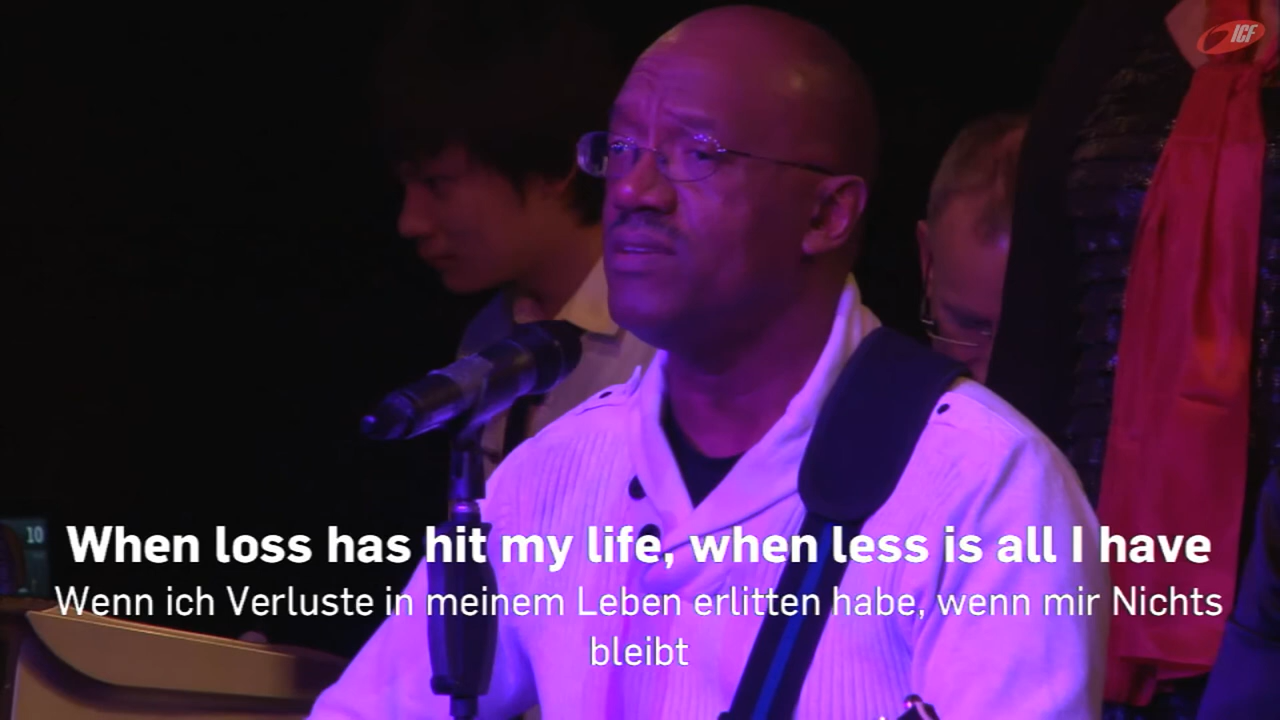 ICF
10
When loss has hit my life, when less is all I have
Wenn ich Verluste in meinem Leben erlitten habe, wenn mir Nichts
bleibt